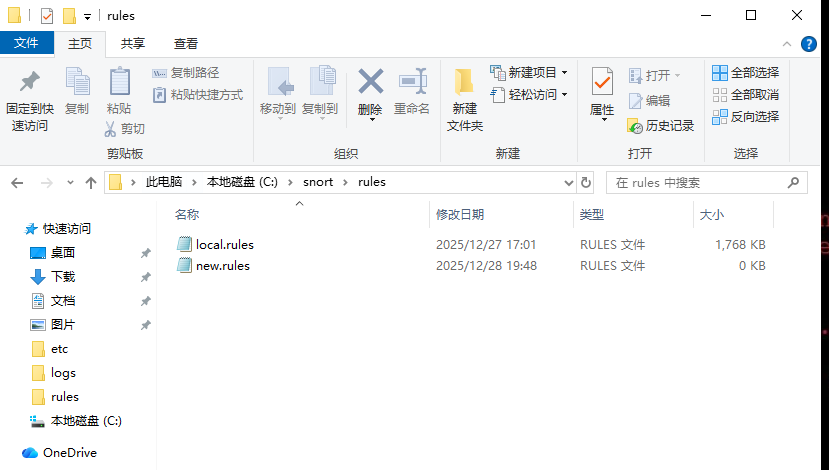 rules
文件 主页 共享 查看
固定到快速访问
复制
粘贴
复制路径
粘贴快捷方式
剪切
剪贴板
移动到
复制到
删除
重命名
组织
新建文件夹
新建项目
轻松访问
新建
属性
打开
编辑
历史记录
打开
全部选择
全部取消
反向选择
选择
此电脑 本地磁盘 (C:) snort rules
在 rules 中搜索
名称 修改日期 类型 大小
local.rules 2025/12/27 17:01 RULES 文件 1,768 KB
new.rules 2025/12/28 19:48 RULES 文件 0 KB
快速访问
桌面
下载
文档
图片
etc
logs
rules
本地磁盘 (C:)
OneDrive